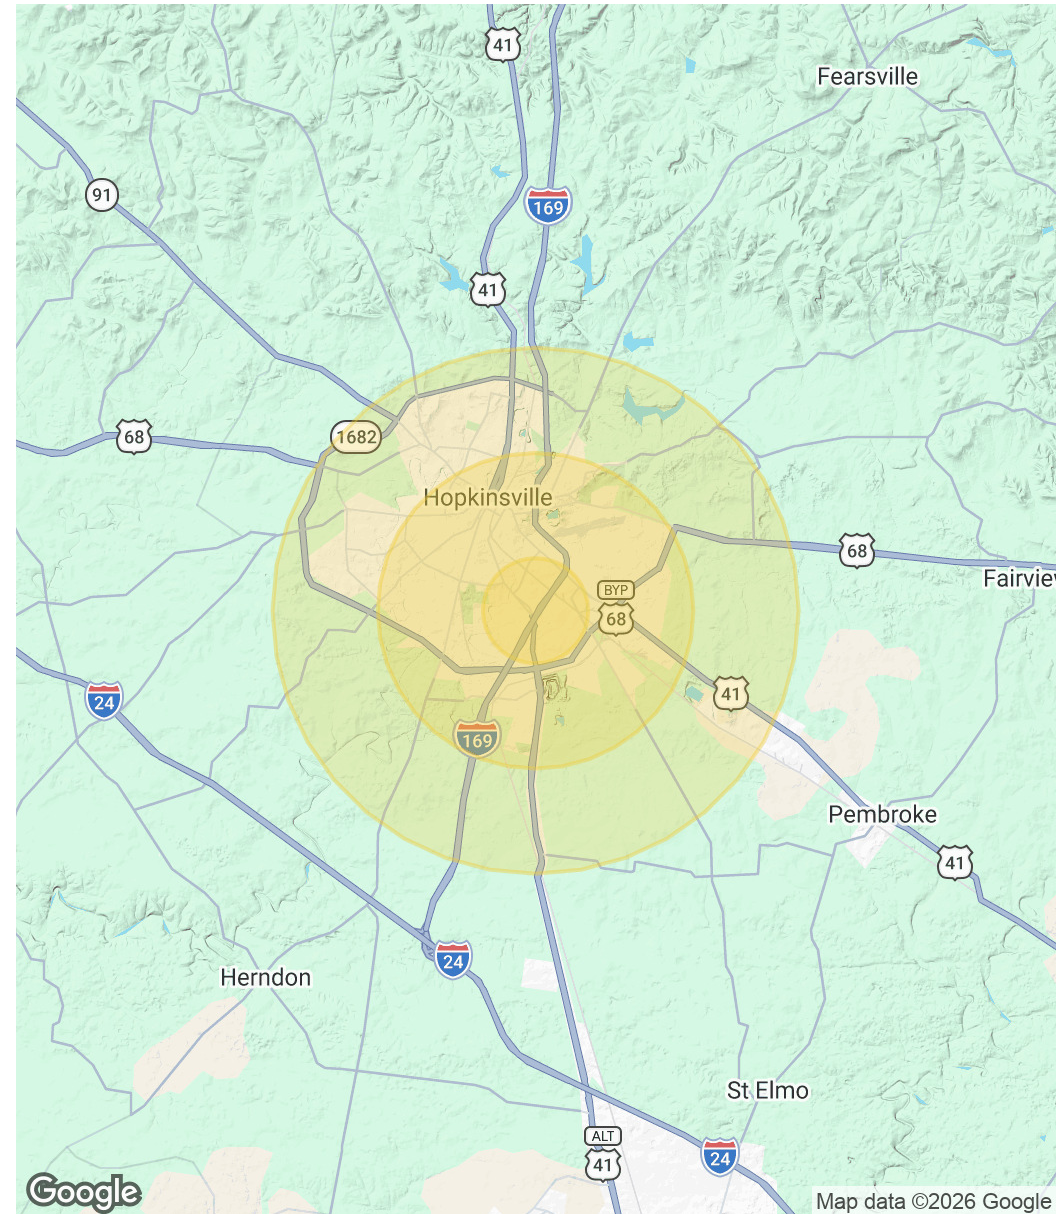 41
Fearsville
91
169
41
68
1682
Hopkinsville
68
Fairview
BYP
68
24
41
169
Pembroke
41
24
Herndon
St Elmo
ALT
41
24
Google
Map data ©2026 Google